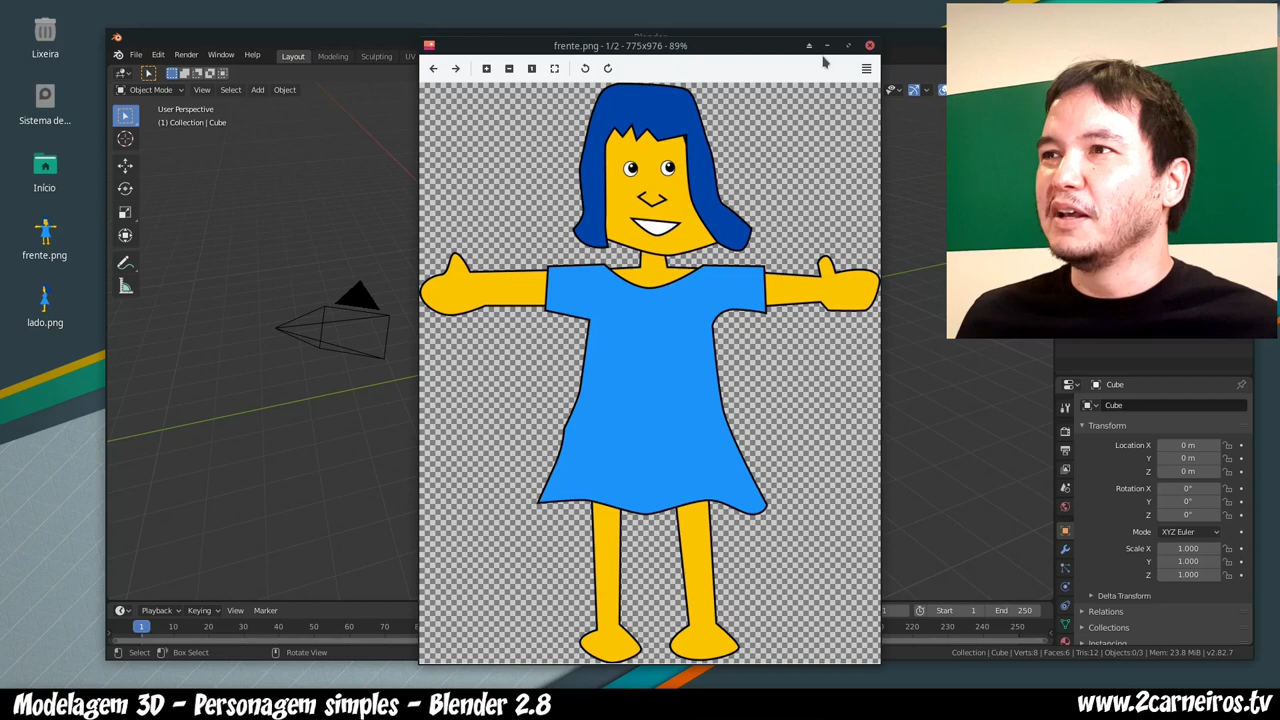 Lixeira
Sistema de...
Início
frente.png
lado.png
frente.png - 1/2 - 775x976 - 89%
File Edit Render Window Help Layout Modeling Sculpting UV
Object Mode View Select Add Object
User Perspective
(1) Collection | Cube
Cube
Cube
Transform
Location X 0 m
Y 0 m
Z 0 m
Rotation X 0°
Y 0°
Z 0°
Mode XYZ Euler
Scale X 1.000
Y 1.000
Z 1.000
Delta Transform
Relations
Collections
Instancing
Playback Keying View Marker
1 Start 1 End 250
1 10 20 30 40 50 60 70 80
210 220 230 240 250
Select Box Select Rotate View
Collection | Cube | Verts:8 | Faces:6 | Tris:12 | Objects:0/3 | Mem: 23.8 MiB | v2.82.7
Modelagem 3D - Personagem simples - Blender 2.8
www.2carneiros.tv